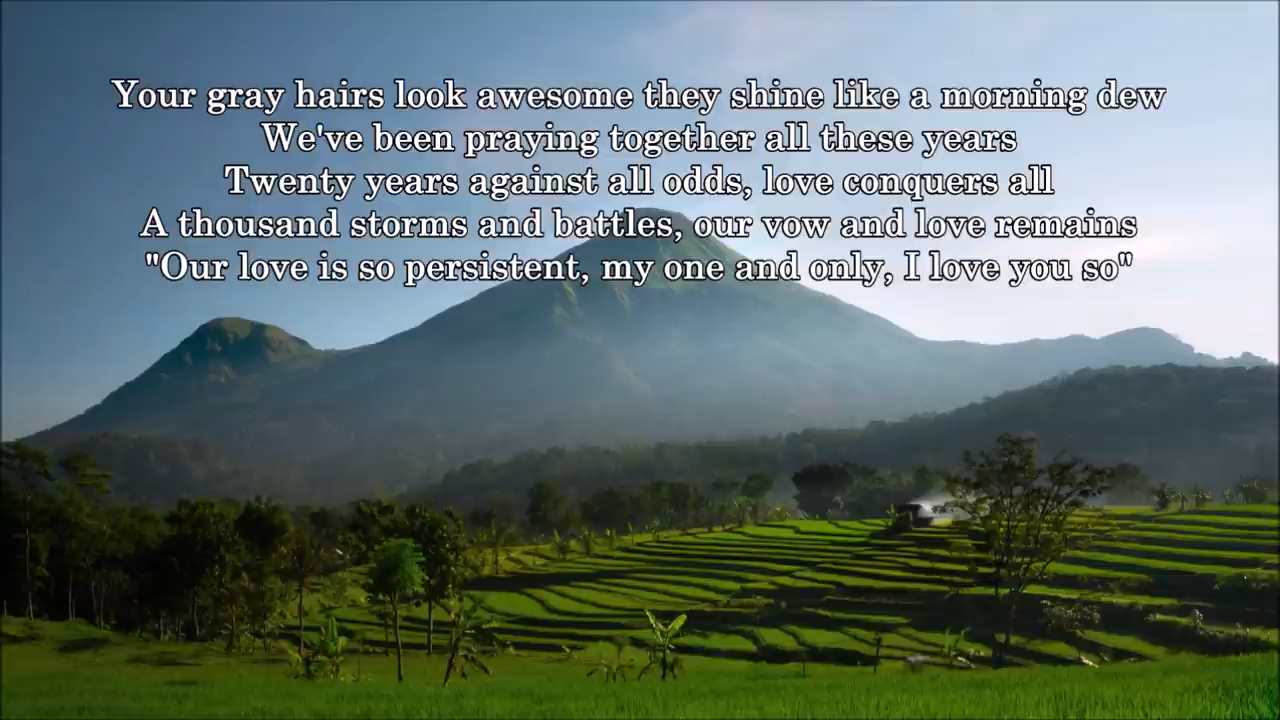 Your gray hairs look awesome they shine like a morning dew
We've been praying together all these years
Twenty years against all odds, love conquers all
A thousand storms and battles, our vow and love remains
"Our love is so persistent, my one and only, I love you so"